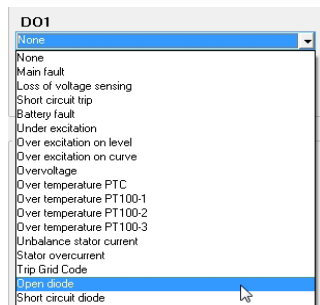 DO1
None
None
Main fault
Loss of voltage sensing
Short circuit trip
Battery fault
Under excitation
Over excitation on level
Over excitation on curve
Overvoltage
Over temperature PTC
Over temperature PT100-1
Over temperature PT100-2
Over temperature PT100-3
Unbalance stator current
Stator overcurrent
Trip Grid Code
Open diode
Short circuit diode